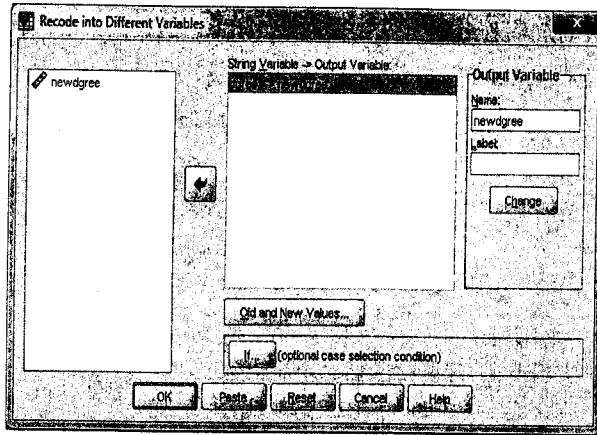 Recode into Different Variables
X
newdgree
String Variable -> Output Variable:
Output Variable
Name:
newdgree
Label:
Change
Old and New Values...
If... (optional case selection condition)
OK
Paste
Reset
Cancel
Help